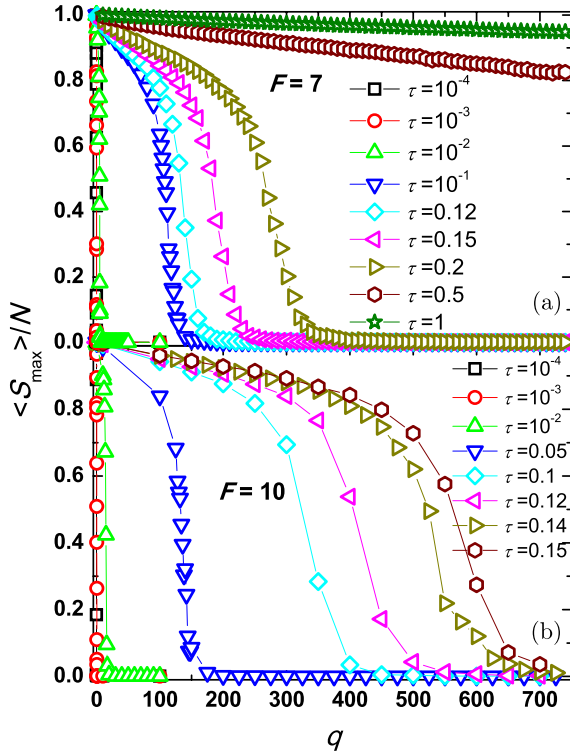 1.0
0.8
0.6
0.4
0.2
0.0
F = 7
τ = 10⁻⁴
τ = 10⁻³
τ = 10⁻²
τ = 10⁻¹
τ = 0.12
τ = 0.15
τ = 0.2
τ = 0.5
τ = 1
(a)
<S_max>/N
0.8
0.6
0.4
0.2
0.0
F = 10
τ = 10⁻⁴
τ = 10⁻³
τ = 10⁻²
τ = 0.05
τ = 0.1
τ = 0.12
τ = 0.14
τ = 0.15
(b)
0 100 200 300 400 500 600 700
q